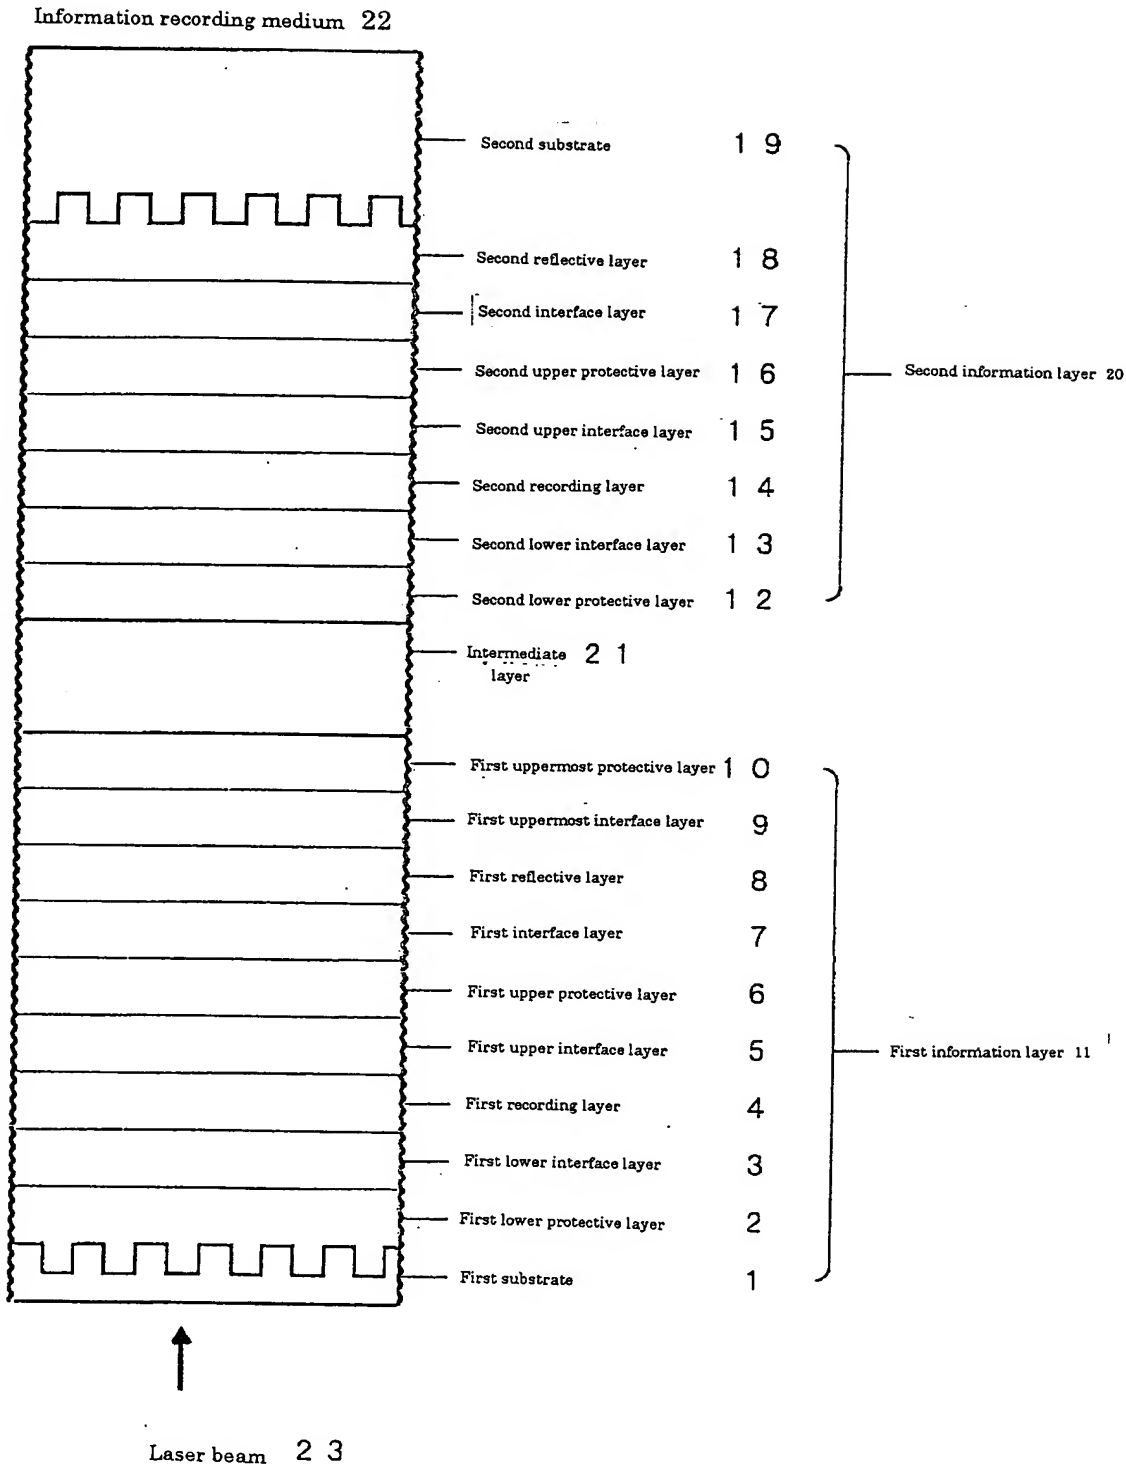 Information recording medium 22
Second substrate 19
Second reflective layer 18
Second interface layer 17
Second upper protective layer 16
Second information layer 20
Second upper interface layer 15
Second recording layer 14
Second lower interface layer 13
Second lower protective layer 12
Intermediate 21
layer
First uppermost protective layer 10
First uppermost interface layer 9
First reflective layer 8
First interface layer 7
First upper protective layer 6
First upper interface layer 5
First information layer 11
First recording layer 4
First lower interface layer 3
First lower protective layer 2
First substrate 1
Laser beam 23